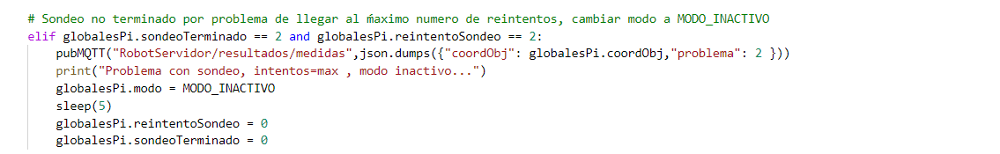 # Sondeo no terminado por problema de llegar al ḿaximo numero de reintentos, cambiar modo a MODO_INACTIVO
elif globalesPi.sondeoTerminado == 2 and globalesPi.reintentoSondeo == 2:
    pubMQTT("RobotServidor/resultados/medidas",json.dumps({"coordObj": globalesPi.coordObj,"problema": 2 }))
    print("Problema con sondeo, intentos=max , modo inactivo...")
    globalesPi.modo = MODO_INACTIVO
    sleep(5)
    globalesPi.reintentoSondeo = 0
    globalesPi.sondeoTerminado = 0